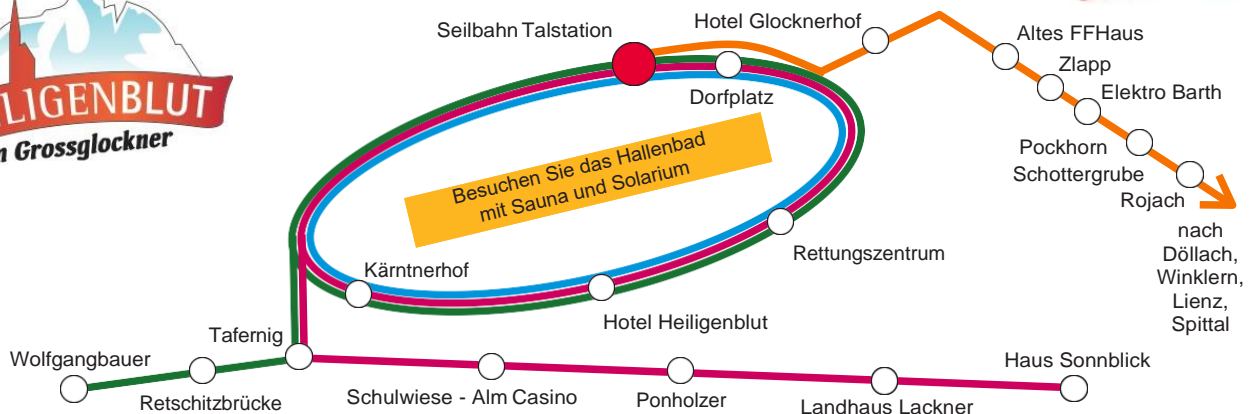 LIGENBLUT
Grossglockner
Seilbahn Talstation
Hotel Glocknerhof
Dorfplatz
Altes FFHaus
Zlapp
Elektro Barth
Pockhorn
Schottergrube
Rojach
nach
Döllach,
Winklern,
Lienz,
Spittal
Besuchen Sie das Hallenbad
mit Sauna und Solarium
Rettungszentrum
Kärntnerhof
Hotel Heiligenblut
Tafernig
Wolfgangbauer
Retschitzbrücke
Schulwiese - Alm Casino
Ponholzer
Landhaus Lackner
Haus Sonnblick